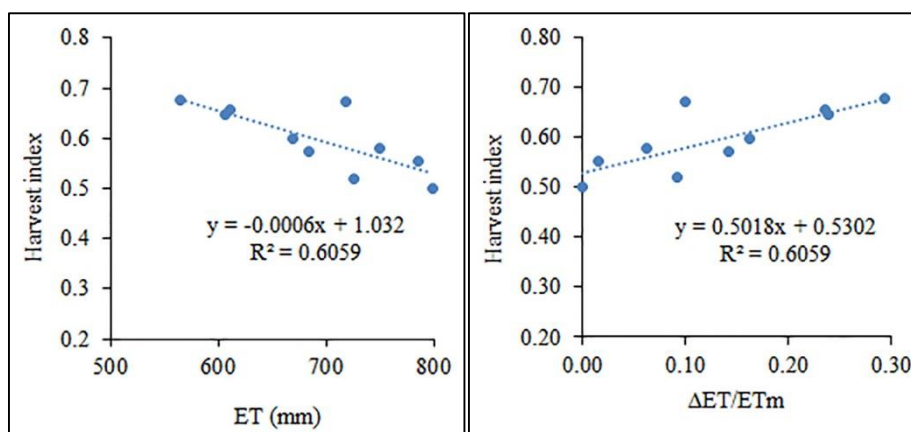 Harvest index
0.8
0.7
0.6
0.5
0.4
0.3
0.2
y = -0.0006x + 1.032
R² = 0.6059
500
600
700
800
ET (mm)
Harvest index
0.80
0.70
0.60
0.50
0.40
0.30
0.20
y = 0.5018x + 0.5302
R² = 0.6059
0.00
0.10
0.20
0.30
ΔET/ETm